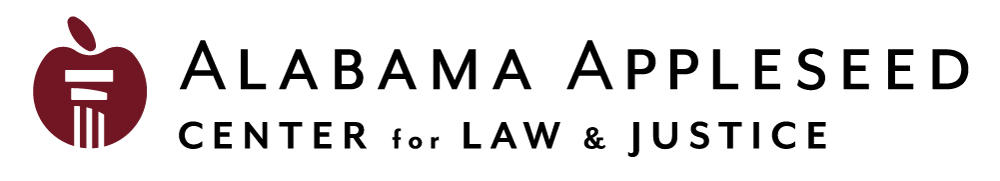 ALABAMA APPLESEED
CENTER for LAW & JUSTICE